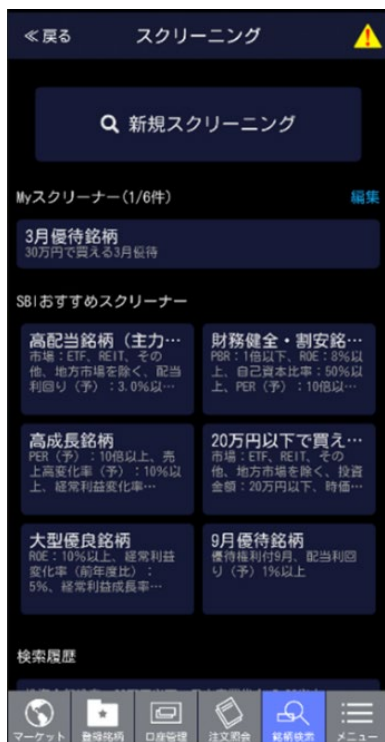 ≪戻る
スクリーニング
新規スクリーニング
Myスクリーナー(1/6件)
編集
3月優待銘柄
30万円で買える3月優待
SBIおすすめスクリーナー
高配当銘柄（主力…
市場：ETF、REIT、その
他、地方市場を除く、配当
利回り（予）：3.0%以…
財務健全・割安銘…
PBR：1倍以下、ROE：8%以
上、自己資本比率：50%以
上、PER（予）：10倍以…
高成長銘柄
PER（予）：10倍以上、売
上高変化率（予）：10%以
上、経常利益変化率…
20万円以下で買え…
市場：ETF、REIT、その
他、地方市場を除く、投資
金額：20万円以下、時価…
大型優良銘柄
ROE：10%以上、経常利益
変化率（前年度比）：
5%、経常利益成長率…
9月優待銘柄
優待権利付9月、配当利回
り（予）1%以上
検索履歴
マーケット
登録銘柄
口座管理
注文照会
銘柄検索
メニュー